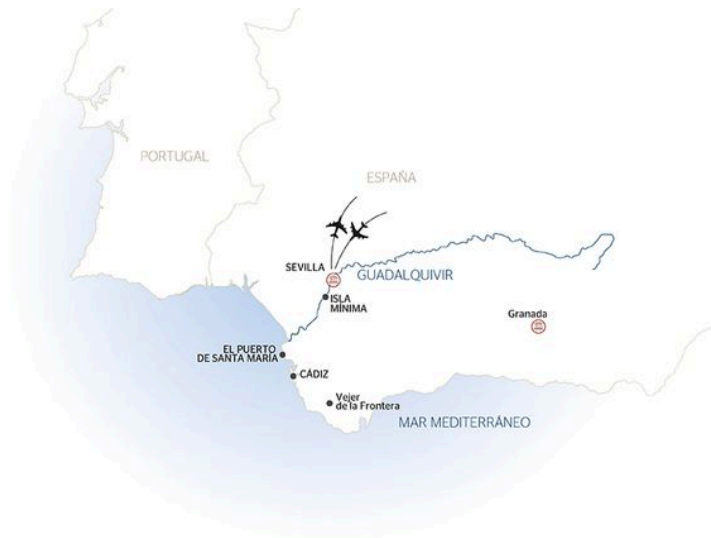 PORTUGAL
ESPAÑA
SEVILLA
GUADALQUIVIR
ISLA
MÍNIMA
Granada
EL PUERTO
DE SANTA MARÍA
CÁDIZ
Vejer
de la Frontera
MAR MEDITERRÁNEO